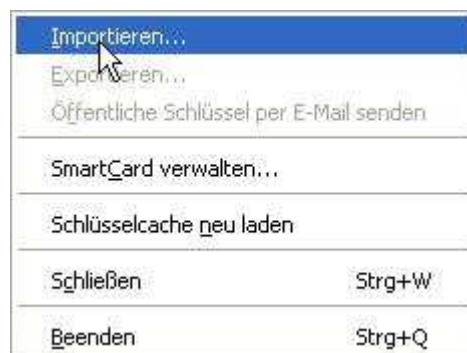 Importieren...
Exportieren...
Öffentliche Schlüssel per E-Mail senden
SmartCard verwalten...
Schlüsselcache neu laden
Schließen Strg+W
Beenden Strg+Q